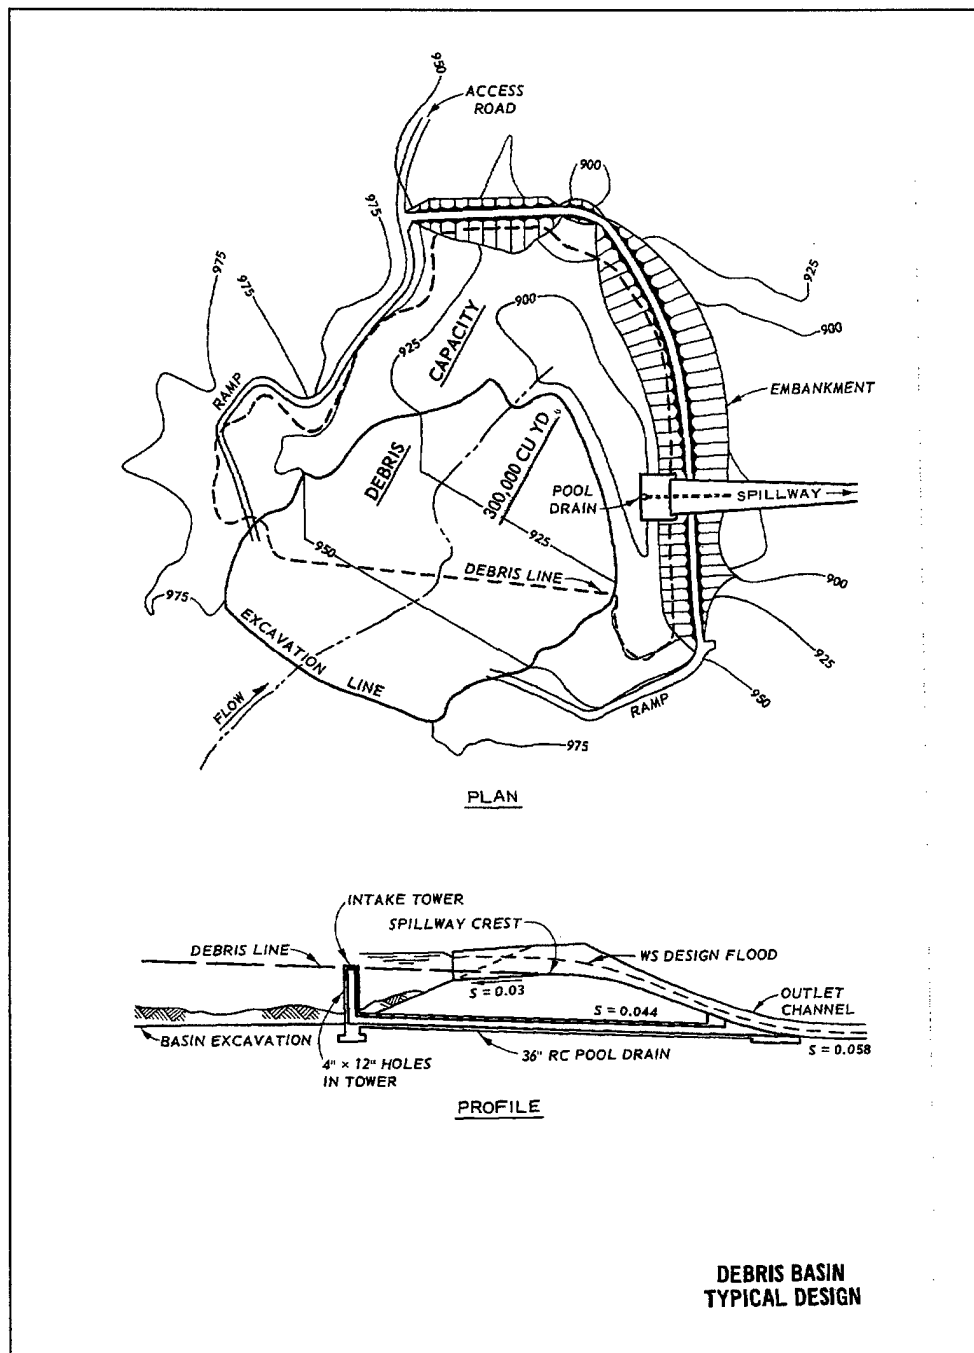 950
ACCESS
ROAD
900
975
975
975
925
900
900
925
CAPACITY
RAMP
EMBANKMENT
DEBRIS
300,000 CU YD
POOL
DRAIN
SPILLWAY
950
925
DEBRIS LINE
900
975
EXCAVATION
LINE
925
950
FLOW
RAMP
975
PLAN
INTAKE TOWER
SPILLWAY CREST
DEBRIS LINE
WS DESIGN FLOOD
S = 0.03
OUTLET
CHANNEL
S = 0.044
BASIN EXCAVATION
36" RC POOL DRAIN
S = 0.058
4" × 12" HOLES
IN TOWER
PROFILE
DEBRIS BASIN
TYPICAL DESIGN